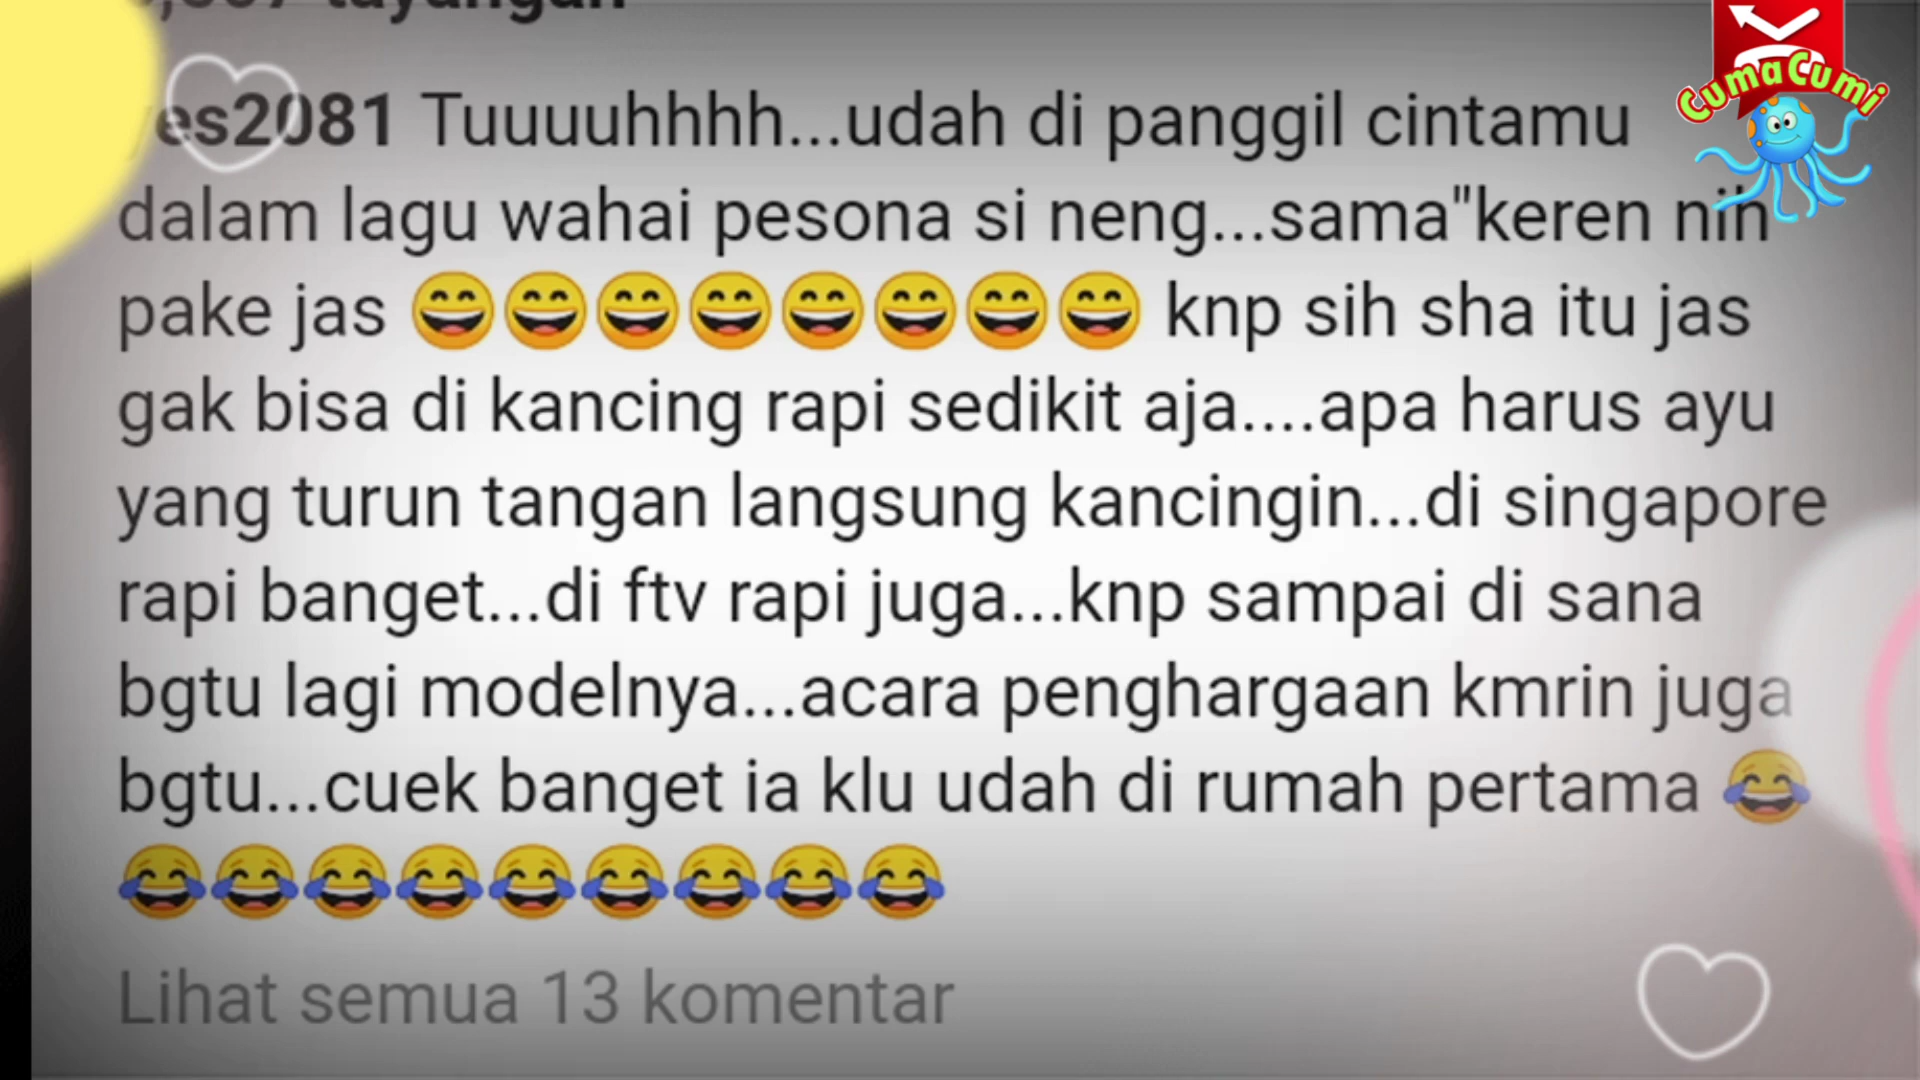 tayangan
yes2081 Tuuuuhhhh...udah di panggil cintamu
dalam lagu wahai pesona si neng...sama"keren nih
pake jas 😄😄😄😄😄😄😄😄 knp sih sha itu jas
gak bisa di kancing rapi sedikit aja....apa harus ayu
yang turun tangan langsung kancingin...di singapore
rapi banget...di ftv rapi juga...knp sampai di sana
bgtu lagi modelnya...acara penghargaan kmrin juga
bgtu...cuek banget ia klu udah di rumah pertama 😂
😂😂😂😂😂😂😂😂😂
Lihat semua 13 komentar
CumaCumi